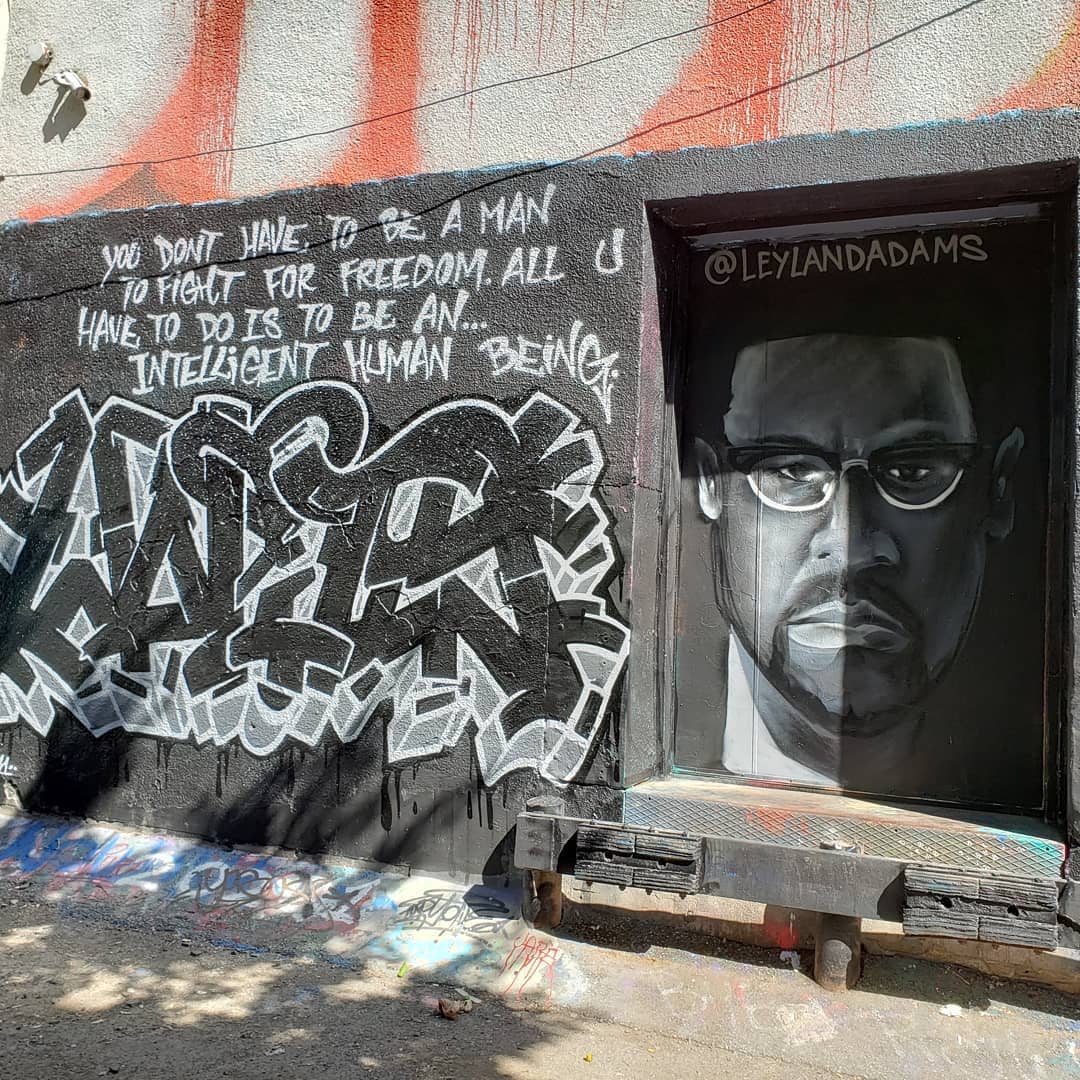 YOU DONT HAVE TO BE A MAN
TO FIGHT FOR FREEDOM. ALL U
HAVE TO DO IS TO BE AN...
INTELLIGENT HUMAN BEING.
@LEYLANDADAMS